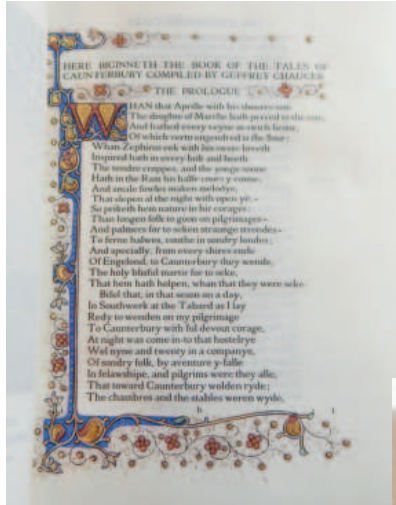 HERE BIGINNETH THE BOOK OF THE TALES OF
CAUNTERBURY COMPILED BY GEFFRET CHAUCER
THE PROLOGUE
WHAN that Aprille with his shoures sote
The droghte of Marche hath perced to the rote,
And bathed every veyne in swich licour,
Of which vertu engendred is the flour;
Whan Zephirus eek with his swete breeth
Inspired hath in every holt and heeth
The tendre croppes, and the yonge sonne
Hath in the Ram his halfe cours y-ronne,
And smale fowles maken melodye,
That slepen al the night with open yë,-
So priketh hem nature in hir corages:
Than longen folk to goon on pilgrimages-
And palmers for to seken straunge strondes-
To ferne halwes, couthe in sondry londes;
And specially, from every shires ende
Of Engelond, to Caunterbury they wende,
The holy blisful martir for to seke,
That hem hath holpen, whan that they were seke.
Bifel that, in that seson on a day,
In Southwerk at the Tabard as I lay
Redy to wenden on my pilgrimage
To Caunterbury with ful devout corage,
At night was come in-to that hostelrye
Wel nyne and twenty in a companye,
Of sondry folk, by aventure y-falle
In felawshipe, and pilgrims were they alle,
That toward Caunterbury wolden ryde;
The chambres and the stables weren wyde,
b 1